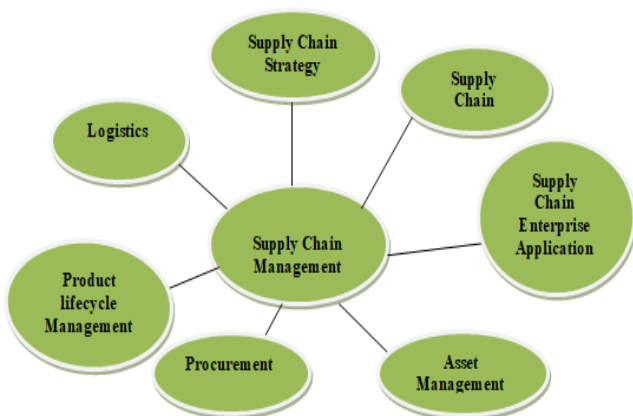 Supply Chain
Strategy
Supply
Chain
Logistics
Supply
Chain
Enterprise
Application
Supply Chain
Management
Product
lifecycle
Management
Procurement
Asset
Management